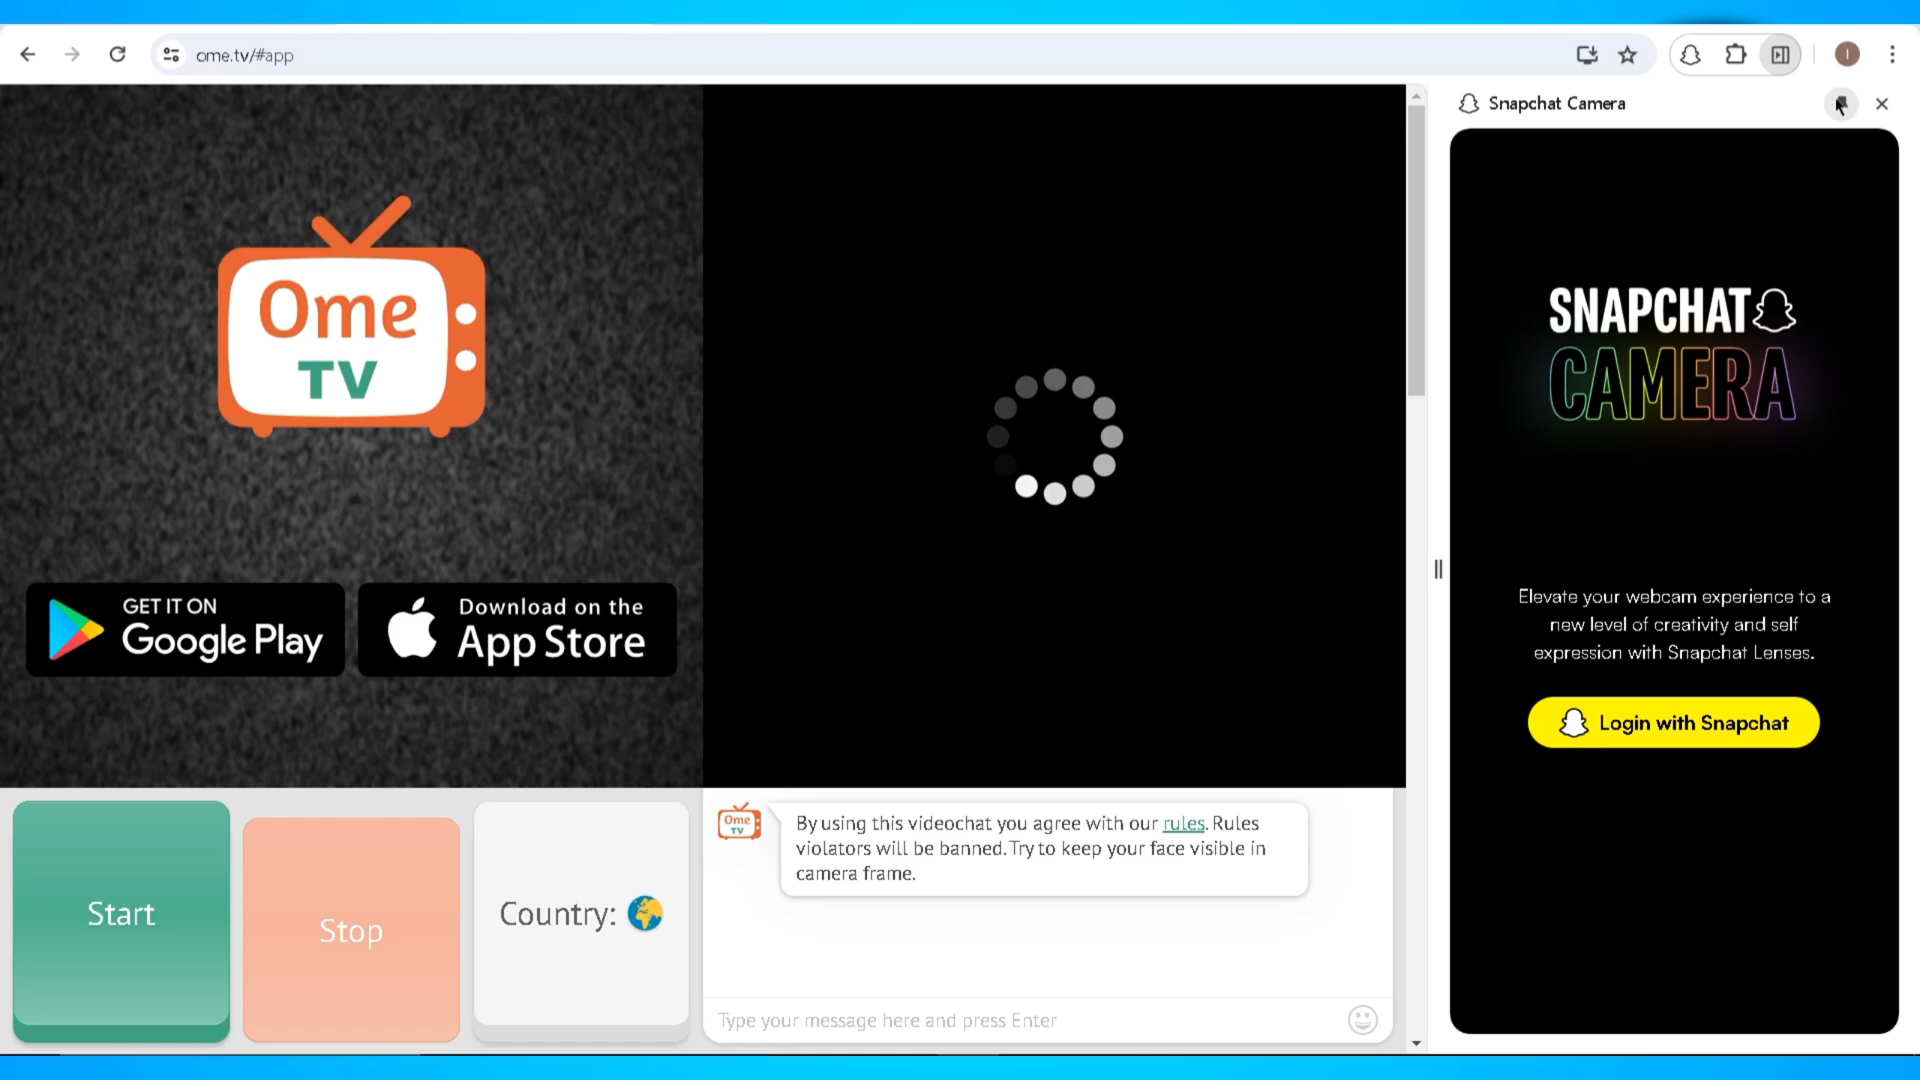 ome.tv/#app
I
Snapchat Camera
Ome
TV
GET IT ON
Google Play
Download on the
App Store
SNAPCHAT
CAMERA
Elevate your webcam experience to a
new level of creativity and self
expression with Snapchat Lenses.
Login with Snapchat
Start
Stop
Country:
Ome
TV
By using this videochat you agree with our rules. Rules
violators will be banned. Try to keep your face visible in
camera frame.
Type your message here and press Enter